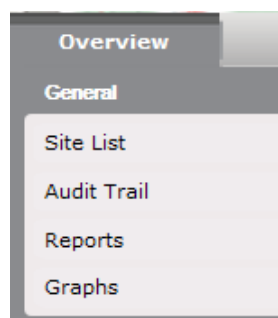 Overview
General
Site List
Audit Trail
Reports
Graphs